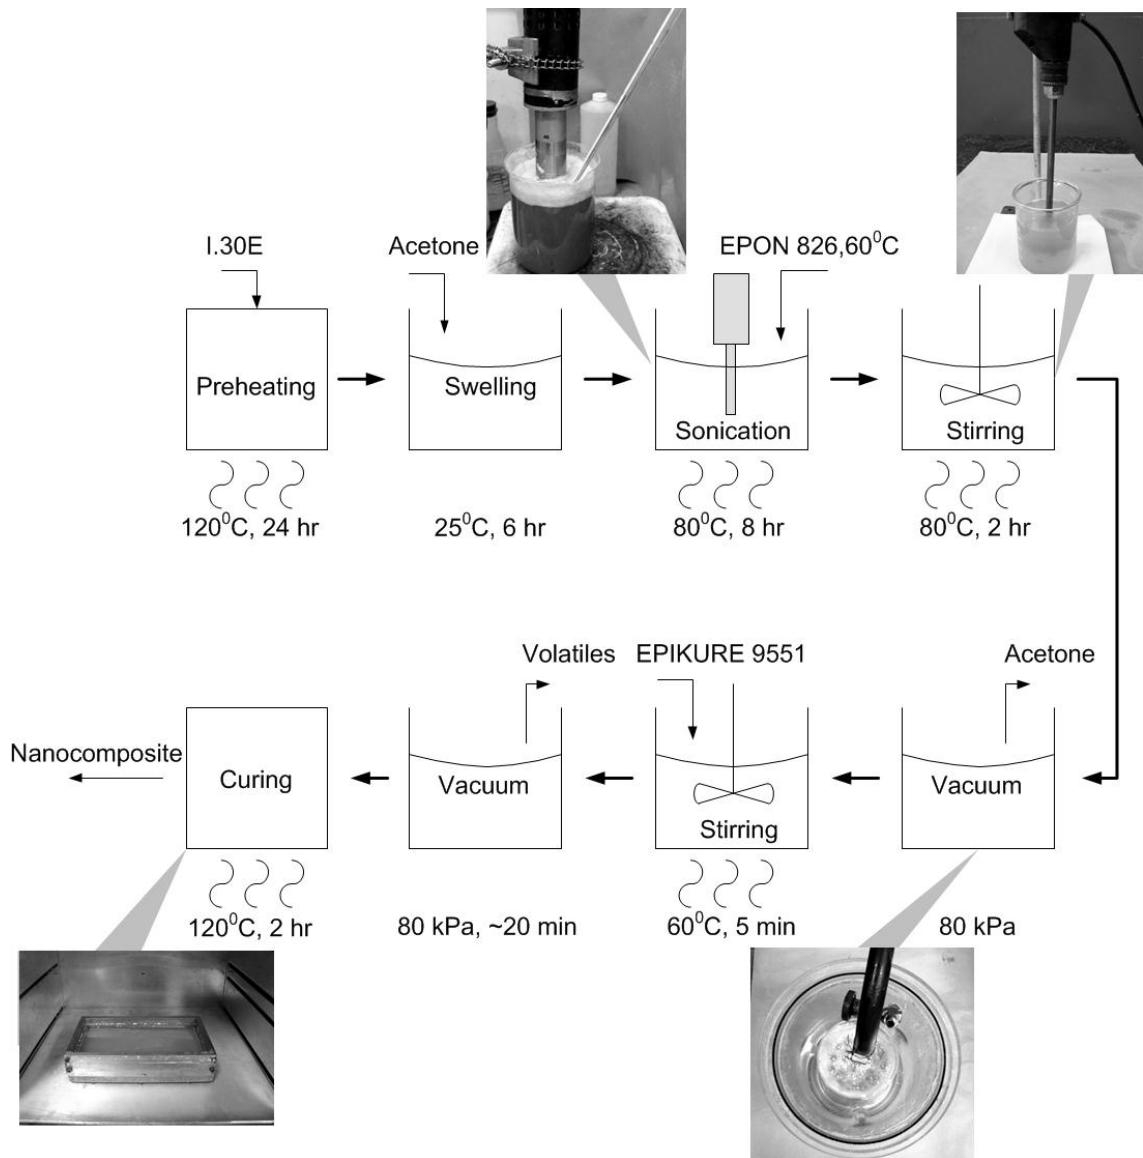 I.30E
Acetone
EPON 826,60⁰C
Preheating
Swelling
Sonication
Stirring
120⁰C, 24 hr
25⁰C, 6 hr
80⁰C, 8 hr
80⁰C, 2 hr
Volatiles
EPIKURE 9551
Acetone
Nanocomposite
Curing
Vacuum
Stirring
Vacuum
120⁰C, 2 hr
80 kPa, ~20 min
60⁰C, 5 min
80 kPa